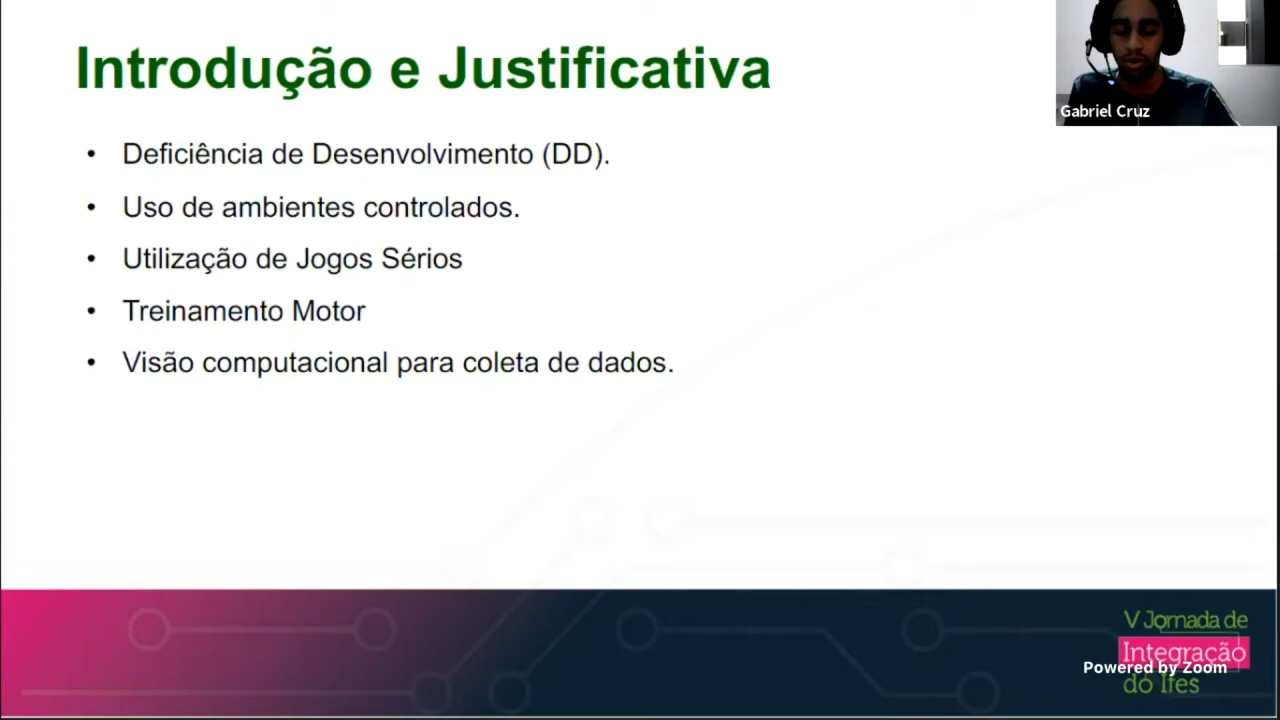 Introdução e Justificativa
Gabriel Cruz
• Deficiência de Desenvolvimento (DD).
• Uso de ambientes controlados.
• Utilização de Jogos Sérios
• Treinamento Motor
• Visão computacional para coleta de dados.
V Jornada de
Integração
Powered by Zoom
do Ifes